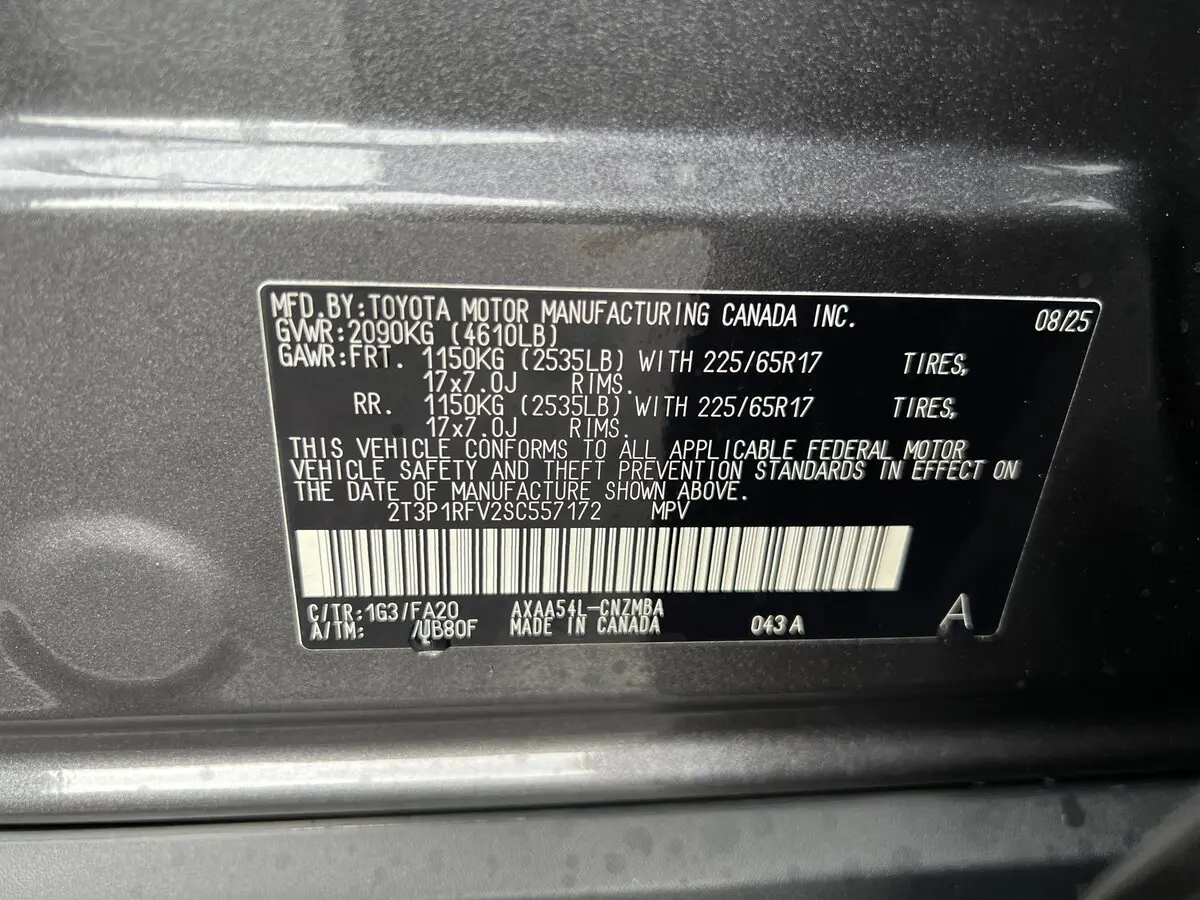 MFD.BY:TOYOTA MOTOR MANUFACTURING CANADA INC. 08/25
GVWR:2090KG (4610LB)
GAWR:FRT. 1150KG (2535LB) WITH 225/65R17 TIRES,
17x7.0J RIMS.
RR. 1150KG (2535LB) WITH 225/65R17 TIRES,
17x7.0J RIMS.
THIS VEHICLE CONFORMS TO ALL APPLICABLE FEDERAL MOTOR
VEHICLE SAFETY AND THEFT PREVENTION STANDARDS IN EFFECT ON
THE DATE OF MANUFACTURE SHOWN ABOVE.
2T3P1RFV2SC557172 MPV
C/TR:1G3/FA20 AXAA54L-CNZMBA
A/TM: /UB80F MADE IN CANADA 043A A